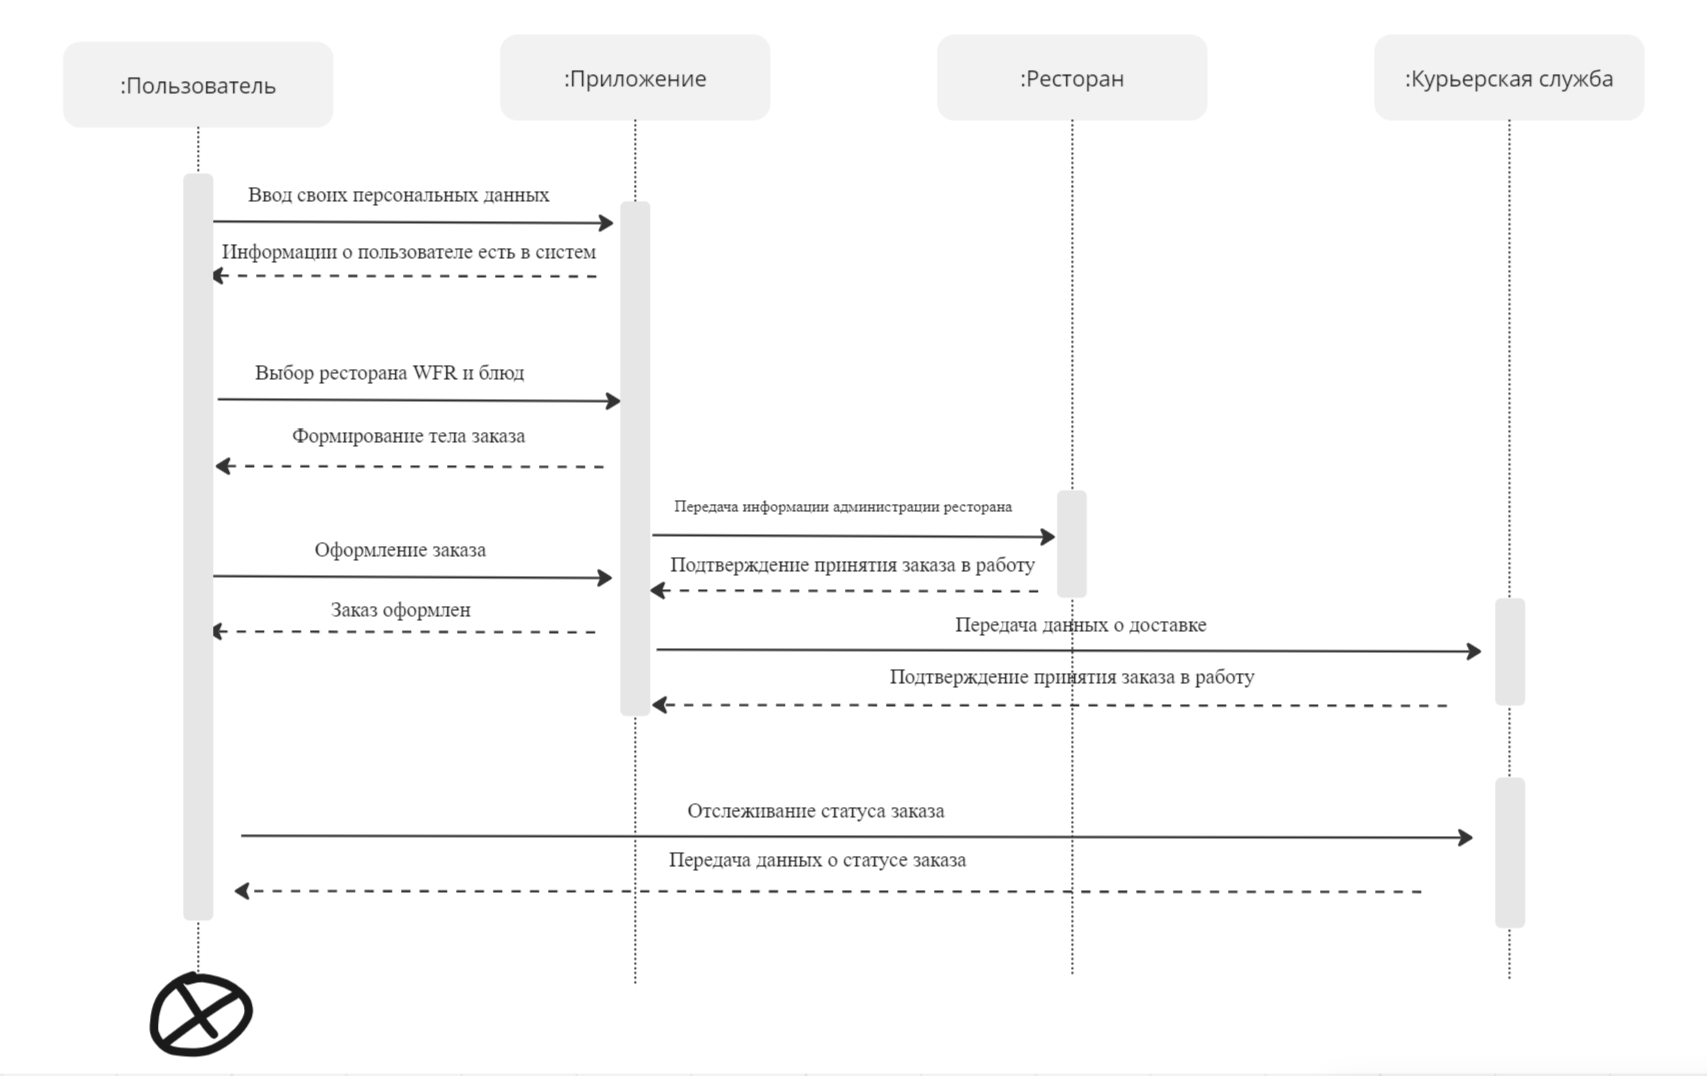 :Пользователь
:Приложение
:Ресторан
:Курьерская служба
Ввод своих персональных данных
Информации о пользователе есть в систем
Выбор ресторана WFR и блюд
Формирование тела заказа
Передача информации администрации ресторана
Оформление заказа
Подтверждение принятия заказа в работу
Заказ оформлен
Передача данных о доставке
Подтверждение принятия заказа в работу
Отслеживание статуса заказа
Передача данных о статусе заказа